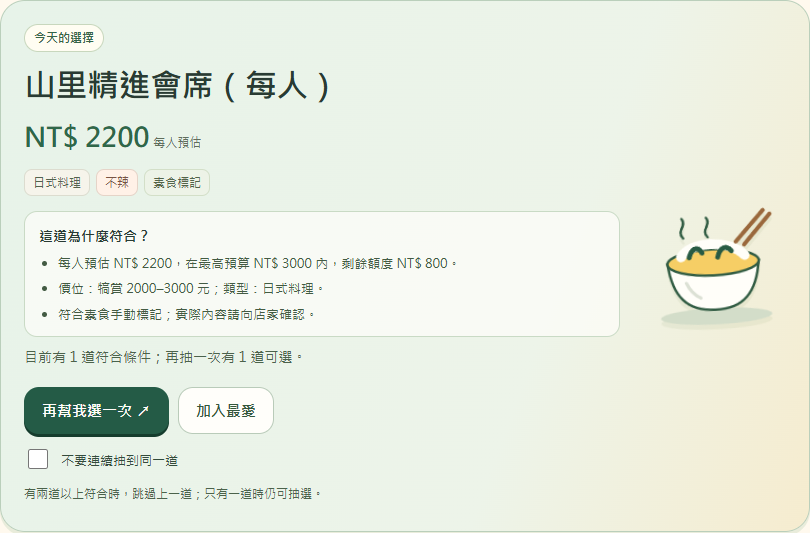 今天的選擇
山里精進會席（每人）
NT$ 2200 每人預估
日式料理 不辣 素食標記
這道為什麼符合？
每人預估 NT$ 2200，在最高預算 NT$ 3000 內，剩餘額度 NT$ 800。
價位：犒賞 2000–3000 元；類型：日式料理。
符合素食手動標記；實際內容請向店家確認。
目前有 1 道符合條件；再抽一次有 1 道可選。
再幫我選一次 ↗ 加入最愛
不要連續抽到同一道
有兩道以上符合時，跳過上一道；只有一道時仍可抽選。